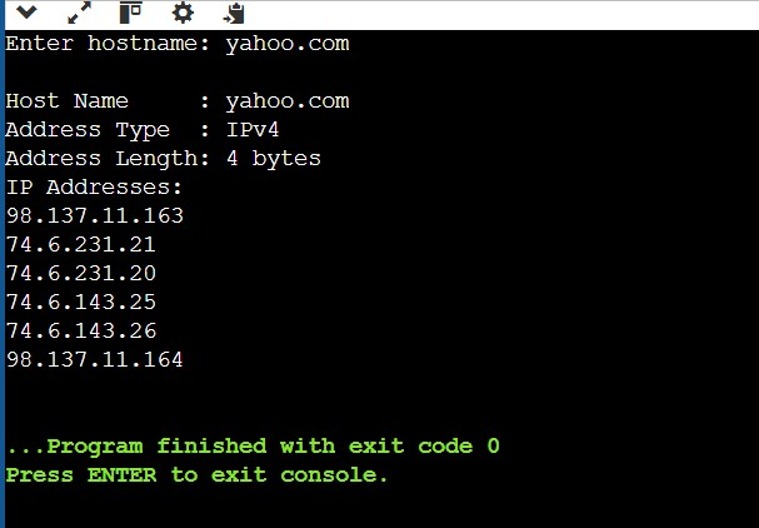 Enter hostname: yahoo.com
Host Name     : yahoo.com
Address Type  : IPv4
Address Length: 4 bytes
IP Addresses:
98.137.11.163
74.6.231.21
74.6.231.20
74.6.143.25
74.6.143.26
98.137.11.164
...Program finished with exit code 0
Press ENTER to exit console.